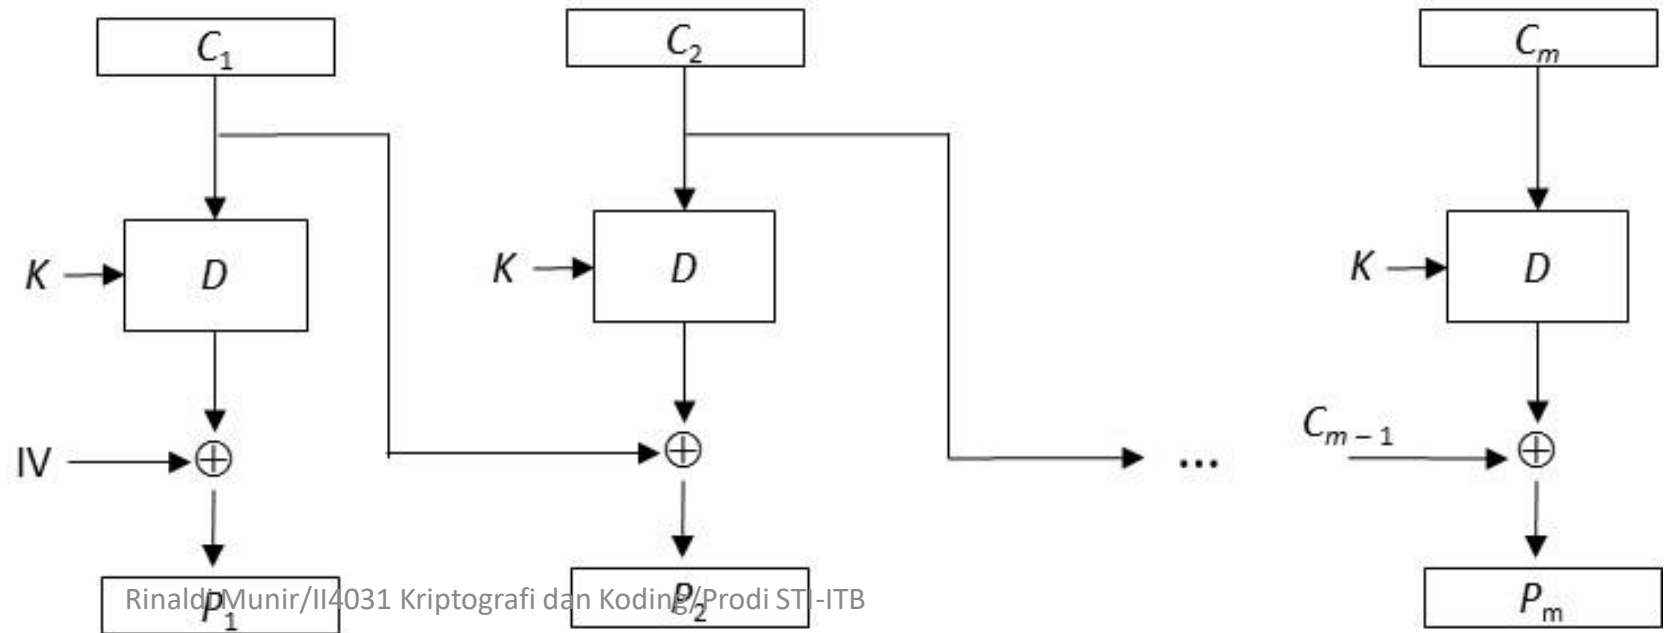 C₁ C₂ Cₘ
K D K D K D
Cₘ₋₁
IV ⊕ ⊕ ... ⊕
P₁ P₂ Pₘ
Rinaldi Munir/II4031 Kriptografi dan Koding/Prodi STI-ITB